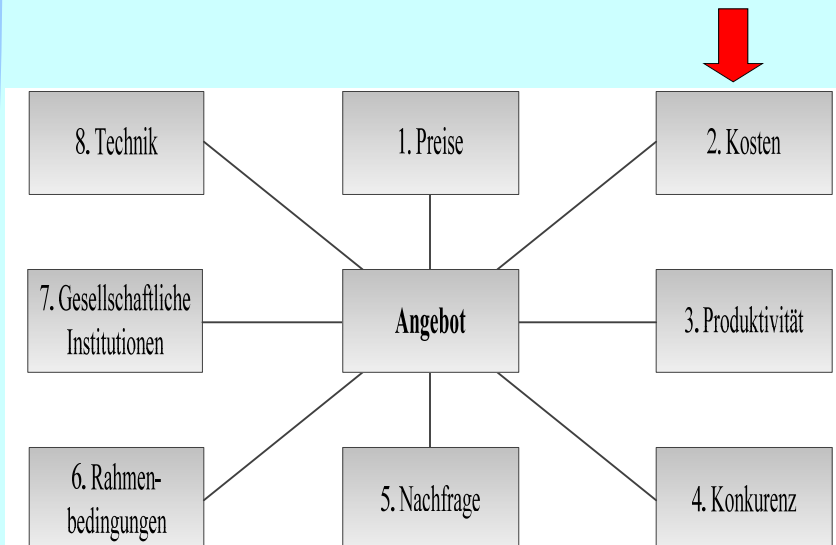 8. Technik
1. Preise
2. Kosten
7. Gesellschaftliche
Institutionen
Angebot
3. Produktivität
6. Rahmen-
bedingungen
5. Nachfrage
4. Konkurenz